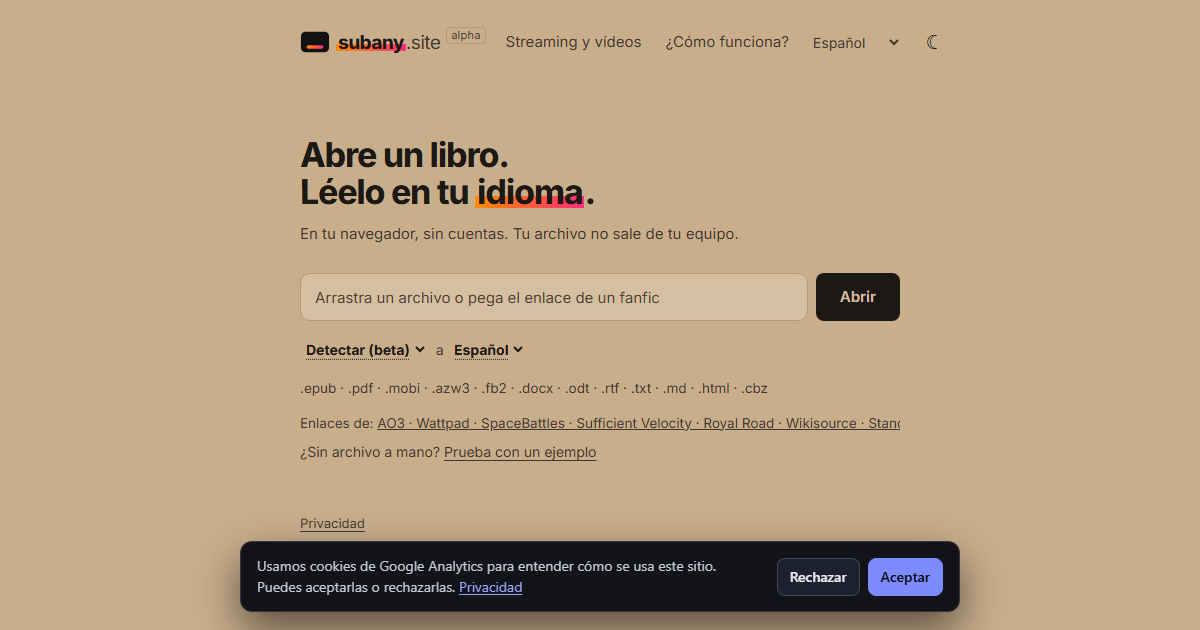 subany.site alpha Streaming y vídeos ¿Cómo funciona? Español
Abre un libro.
Léelo en tu idioma.
En tu navegador, sin cuentas. Tu archivo no sale de tu equipo.
Arrastra un archivo o pega el enlace de un fanfic Abrir
Detectar (beta) a Español
.epub · .pdf · .mobi · .azw3 · .fb2 · .docx · .odt · .rtf · .txt · .md · .html · .cbz
Enlaces de: AO3 · Wattpad · SpaceBattles · Sufficient Velocity · Royal Road · Wikisource ·
¿Sin archivo a mano? Prueba con un ejemplo
Privacidad
Usamos cookies de Google Analytics para entender cómo se usa este sitio.
Puedes aceptarlas o rechazarlas. Privacidad
Rechazar Aceptar